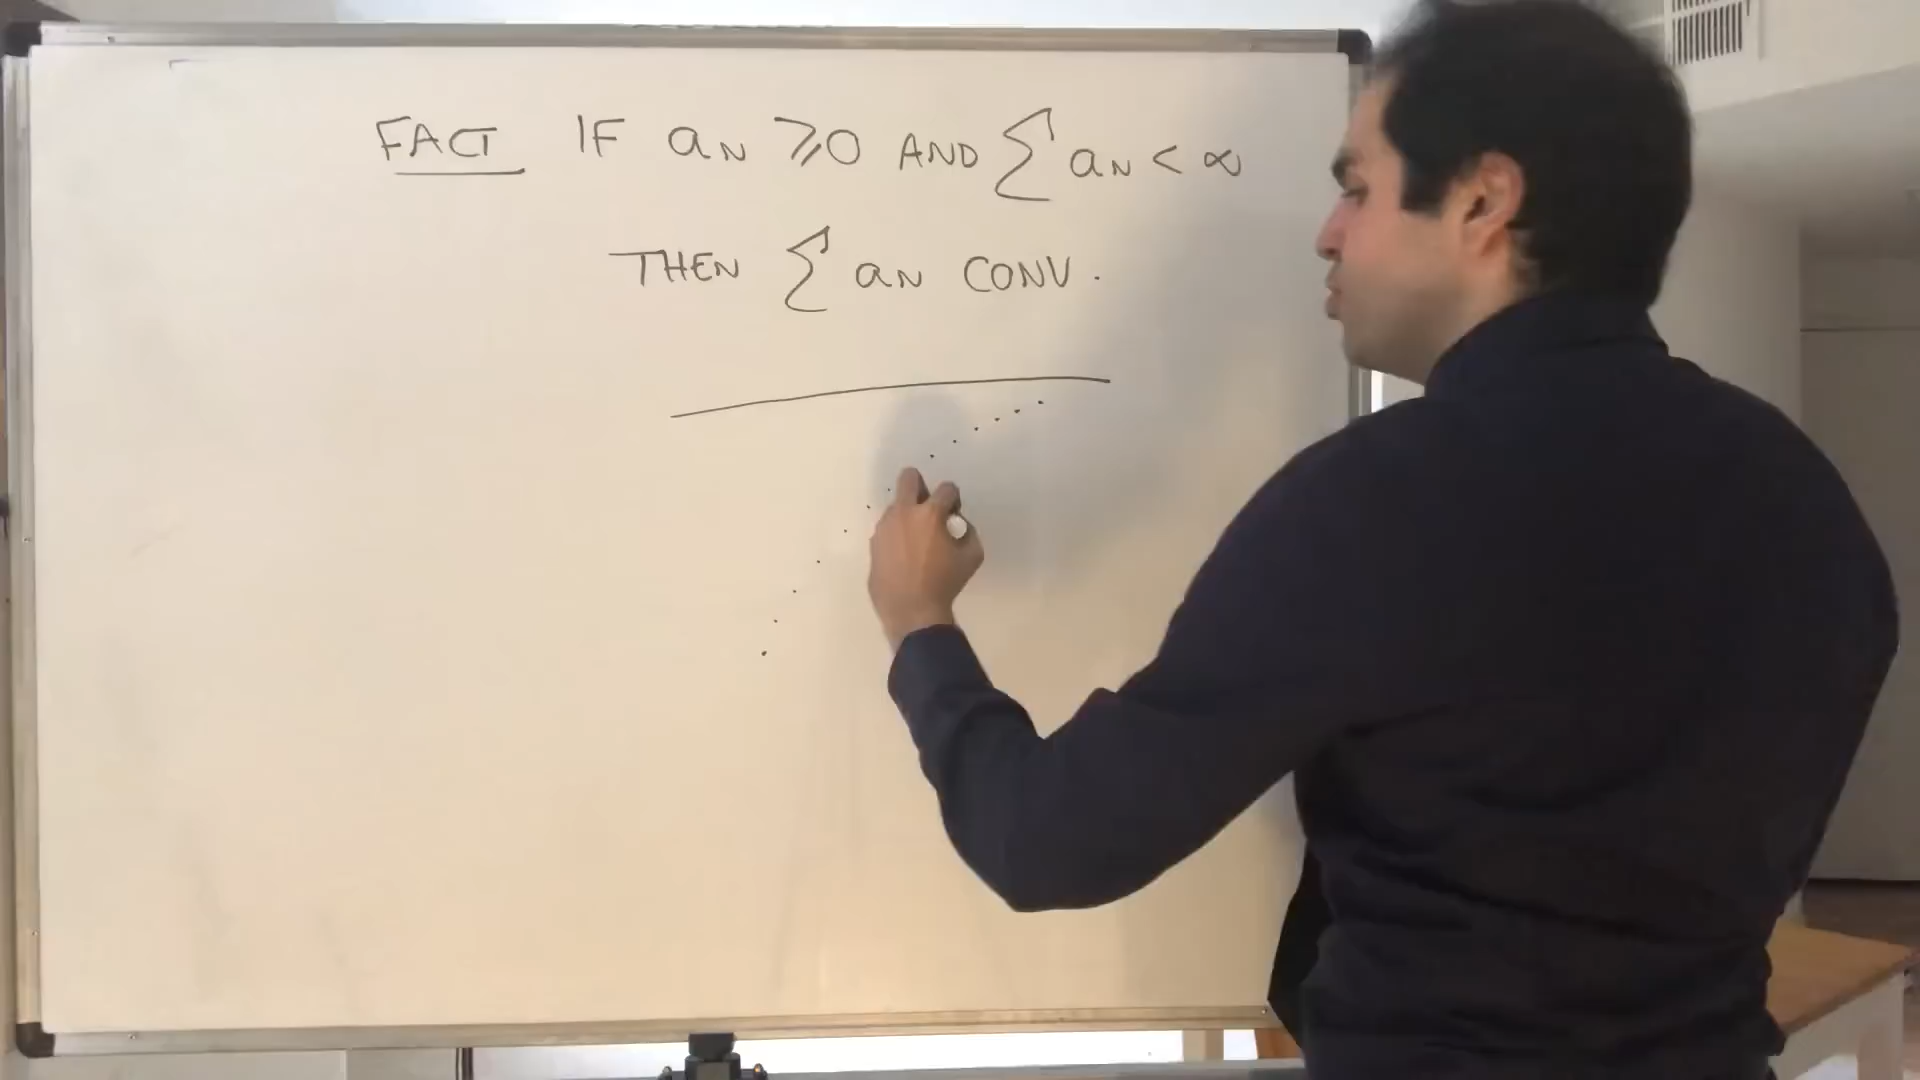 FACT IF aN ⩾ 0 AND ∑ aN < ∞
THEN ∑ aN CONV.